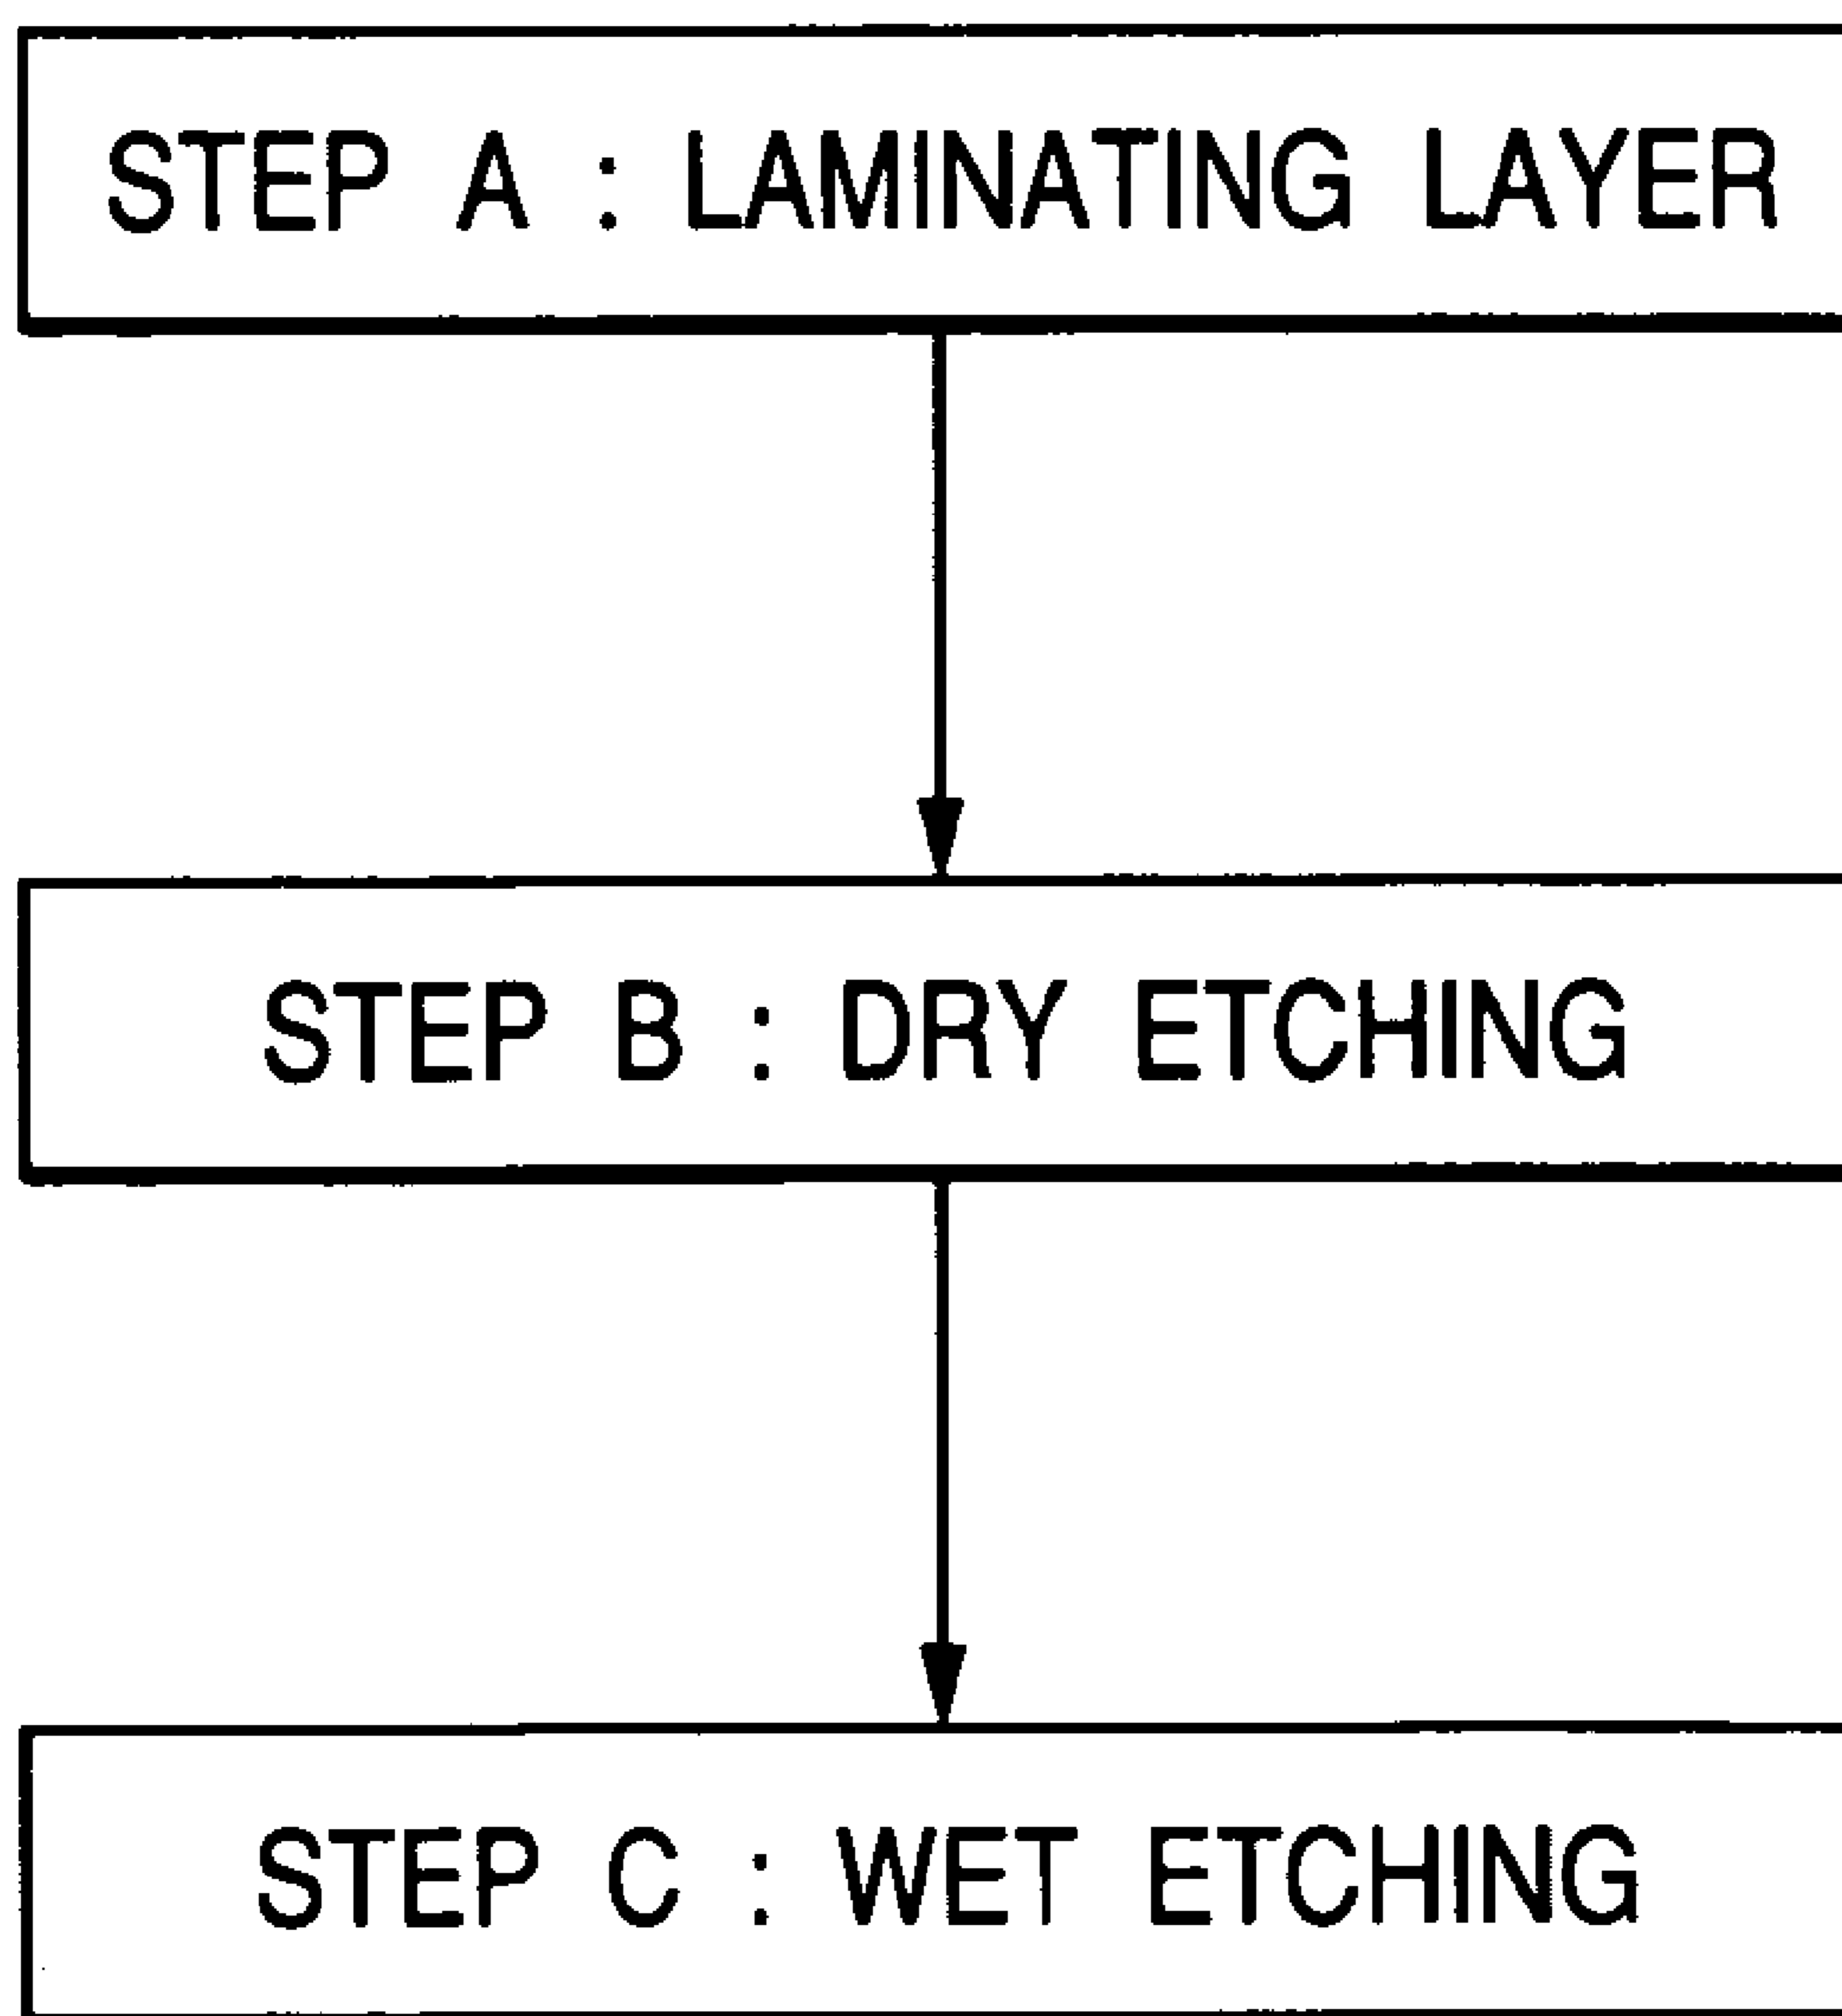 STEP A : LAMINATING LAYER
STEP B : DRY ETCHING
STEP C : WET ETCHING